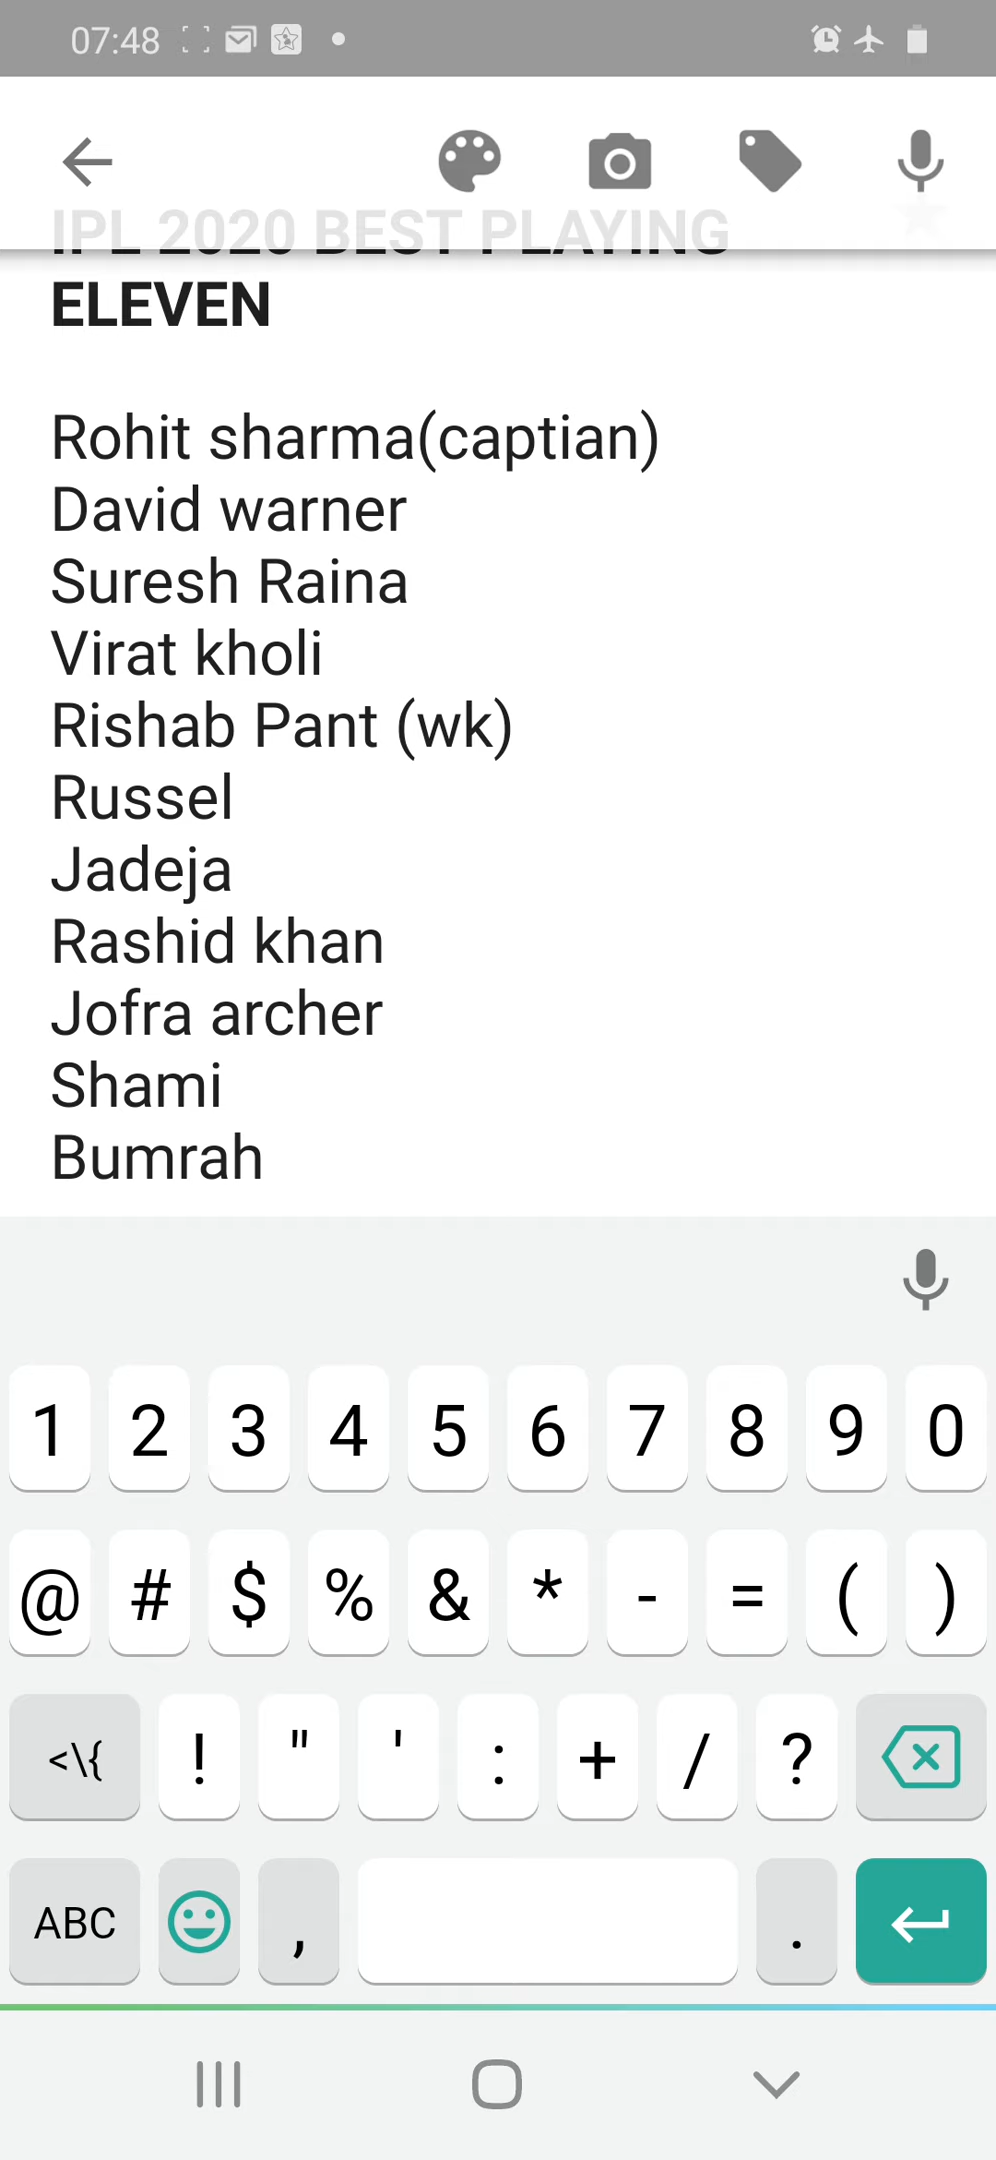 07:48
IPL 2020 BEST PLAYING
ELEVEN
Rohit sharma(captian)
David warner
Suresh Raina
Virat kholi
Rishab Pant (wk)
Russel
Jadeja
Rashid khan
Jofra archer
Shami
Bumrah
1 2 3 4 5 6 7 8 9 0
@ # $ % & * - = ( )
<\{ ! " ' : + / ?
ABC , .